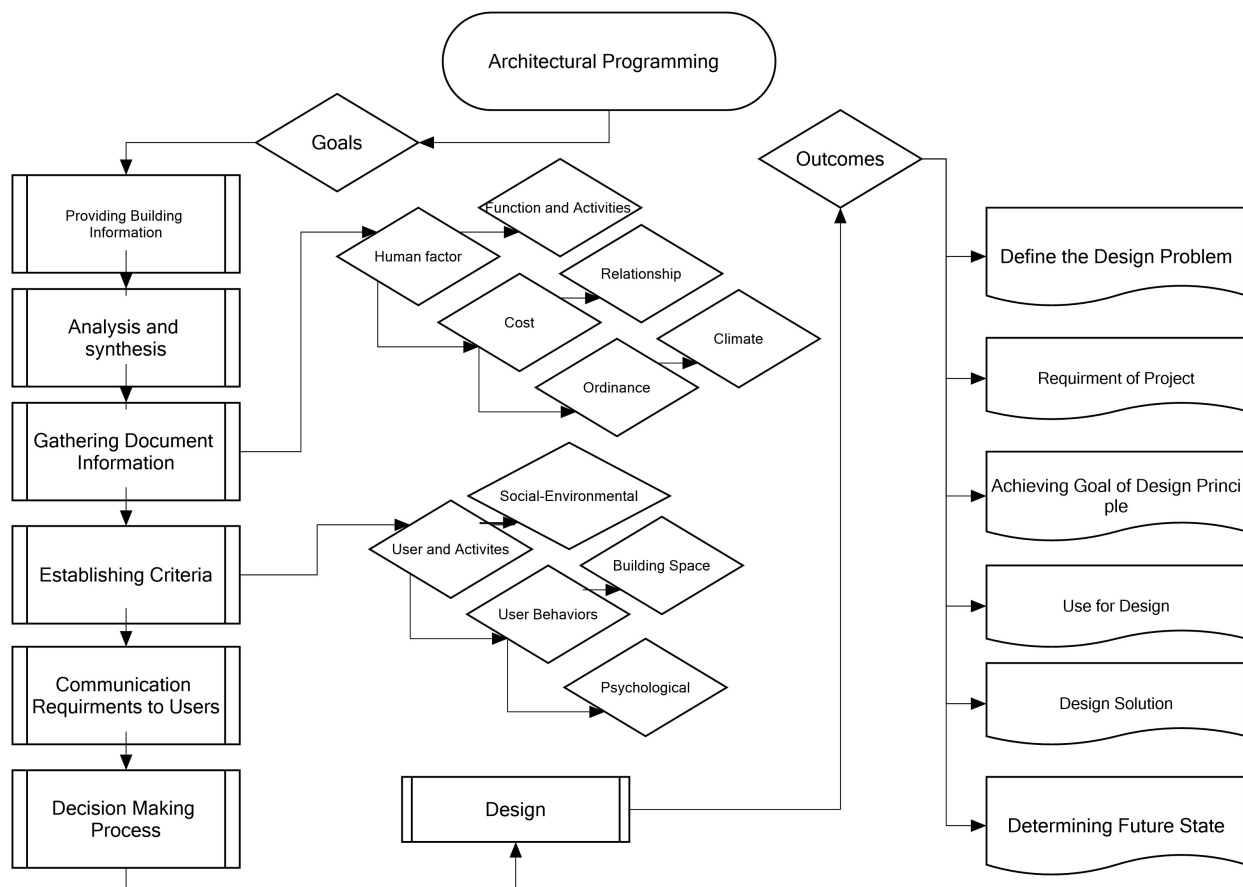 Architectural Programming
Goals
Outcomes
Providing Building
Information
Analysis and
synthesis
Gathering Document
Information
Establishing Criteria
Communication
Requirments to Users
Decision Making
Process
Function and Activities
Human factor
Relationship
Cost
Climate
Ordinance
Social-Environmental
User and Activites
Building Space
User Behaviors
Psychological
Design
Define the Design Problem
Requirment of Project
Achieving Goal of Design Princi
ple
Use for Design
Design Solution
Determining Future State